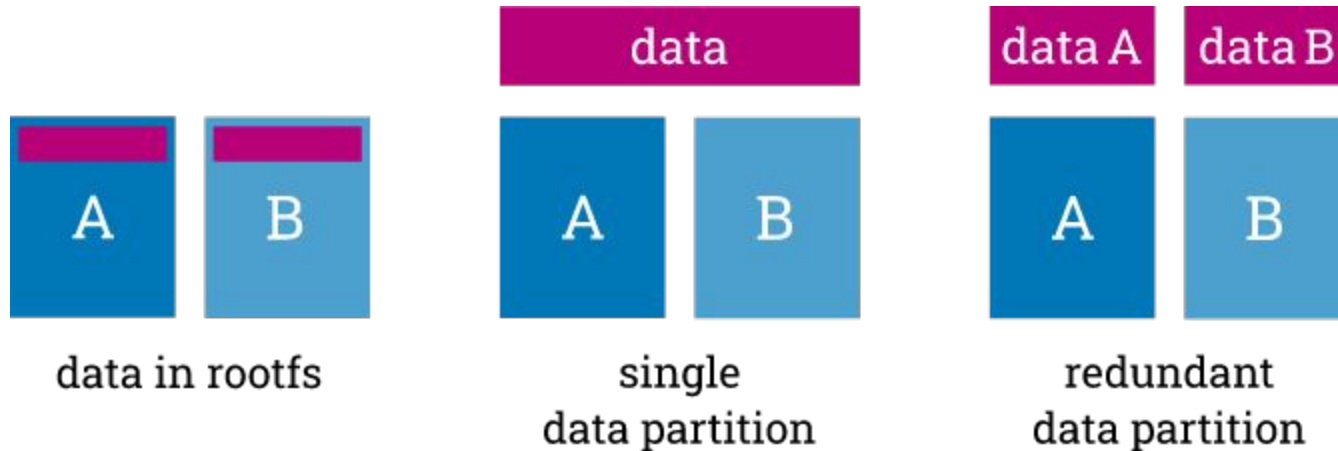 data
data A
data B
A
B
A
B
A
B
data in rootfs
single
data partition
redundant
data partition